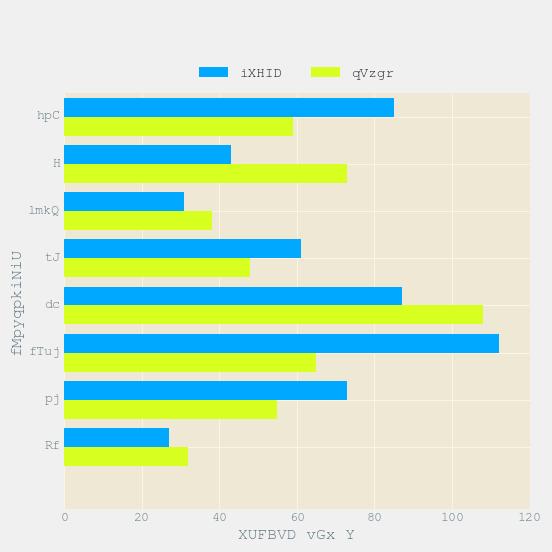 iXHID qVzgr
hpC
H
lmkQ
tJ
dc
fTuj
pj
Rf
fMpyqpkiNiU
0 20 40 60 80 100 120
XUFBVD vGx Y